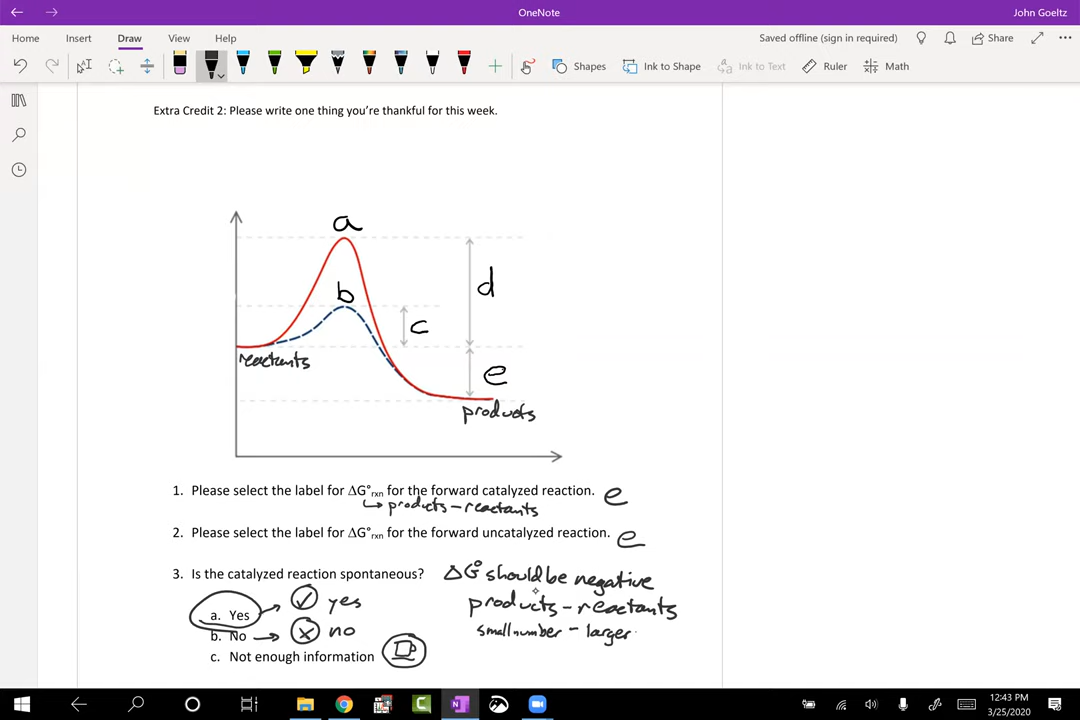 OneNote
John Goeltz
Home Insert Draw View Help
Saved offline (sign in required)
Share
Shapes
Ink to Shape
Ink to Text
Ruler
Math
Extra Credit 2: Please write one thing you're thankful for this week.
a
b
c
d
e
reactants
products
1. Please select the label for ΔG°rxn for the forward catalyzed reaction. e
↳ products - reactants
2. Please select the label for ΔG°rxn for the forward uncatalyzed reaction. e
3. Is the catalyzed reaction spontaneous?
ΔG° should be negative
products - reactants
small number - larger
a. Yes → yes
b. No → no
c. Not enough information
12:43 PM
3/25/2020